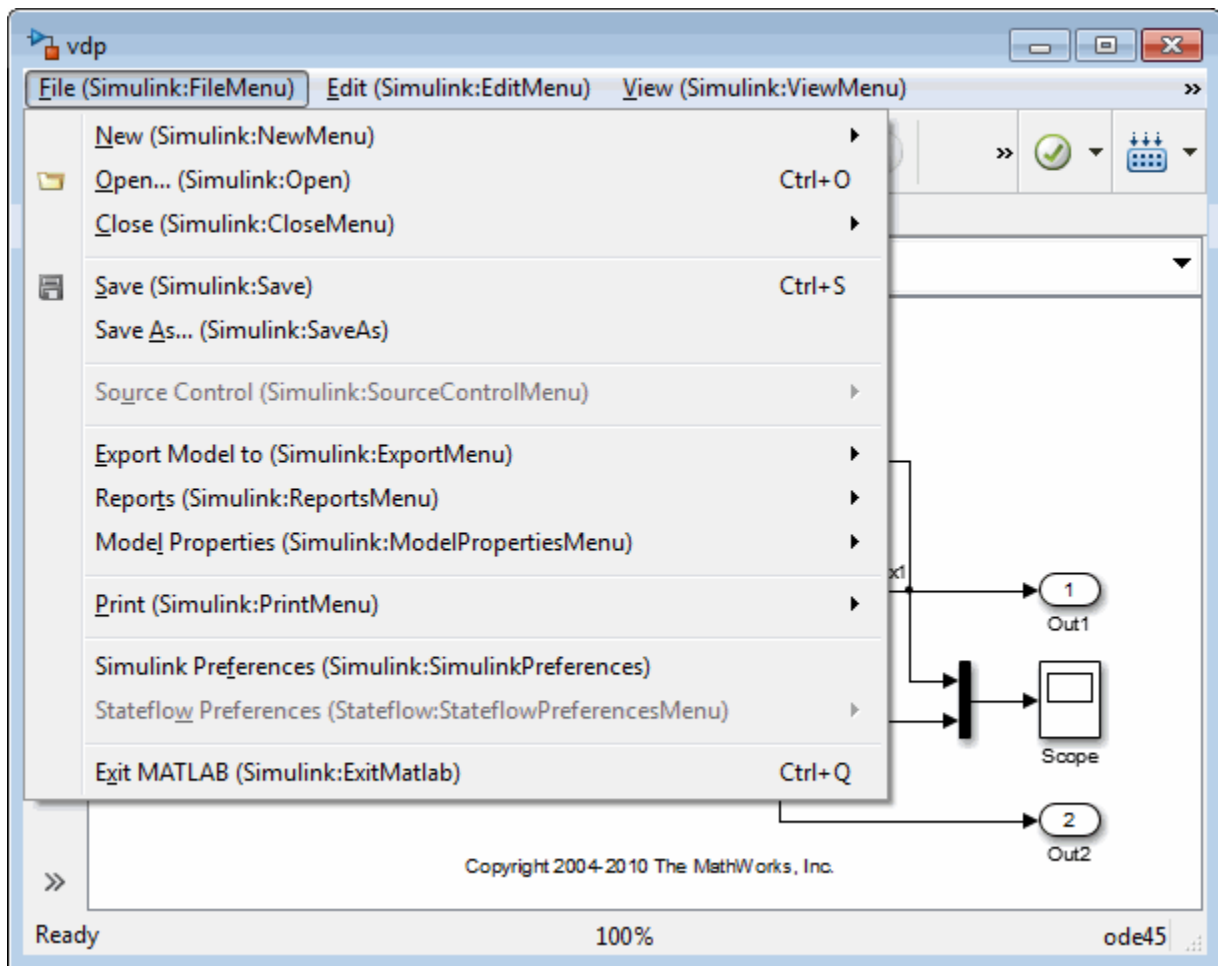 vdp
File (Simulink:FileMenu) Edit (Simulink:EditMenu) View (Simulink:ViewMenu) »
New (Simulink:NewMenu)
Open... (Simulink:Open) Ctrl+O
Close (Simulink:CloseMenu)
Save (Simulink:Save) Ctrl+S
Save As... (Simulink:SaveAs)
Source Control (Simulink:SourceControlMenu)
Export Model to (Simulink:ExportMenu)
Reports (Simulink:ReportsMenu)
Model Properties (Simulink:ModelPropertiesMenu)
Print (Simulink:PrintMenu)
Simulink Preferences (Simulink:SimulinkPreferences)
Stateflow Preferences (Stateflow:StateflowPreferencesMenu)
Exit MATLAB (Simulink:ExitMatlab) Ctrl+Q
x1
1
Out1
Scope
2
Out2
Copyright 2004-2010 The MathWorks, Inc.
Ready 100% ode45